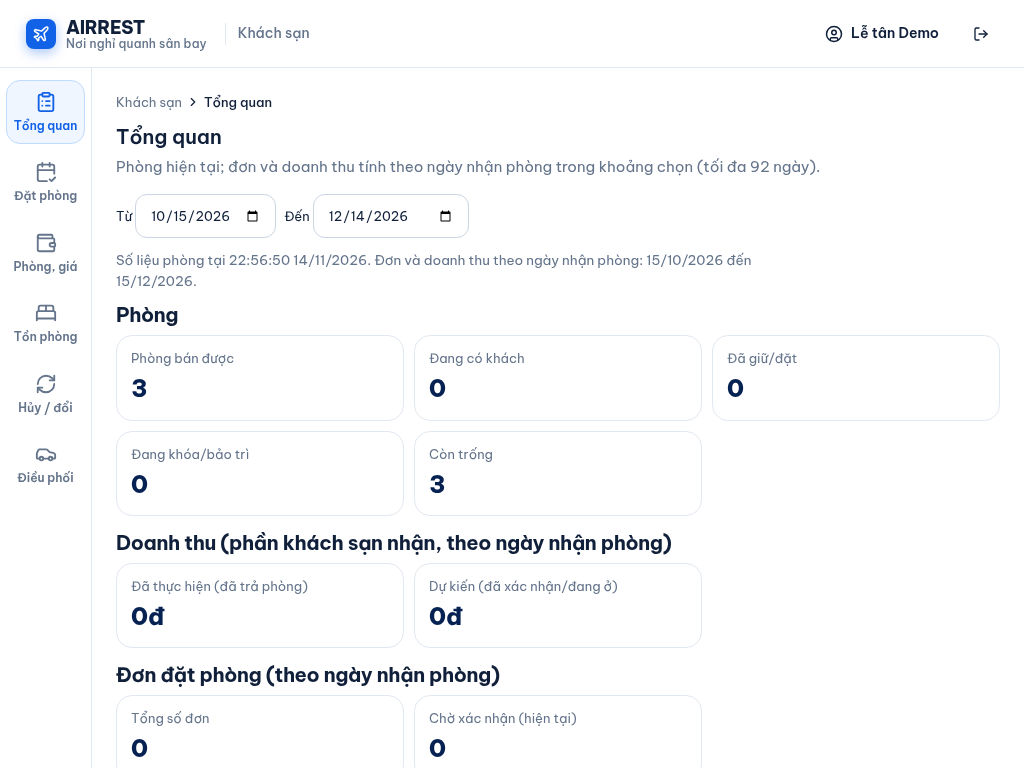 AIRREST
Nơi nghỉ quanh sân bay
Khách sạn
Lễ tân Demo
Tổng quan
Đặt phòng
Phòng, giá
Tồn phòng
Hủy / đổi
Điều phối
Khách sạn > Tổng quan
Tổng quan
Phòng hiện tại; đơn và doanh thu tính theo ngày nhận phòng trong khoảng chọn (tối đa 92 ngày).
Từ 10/15/2026 Đến 12/14/2026
Số liệu phòng tại 22:56:50 14/11/2026. Đơn và doanh thu theo ngày nhận phòng: 15/10/2026 đến
15/12/2026.
Phòng
Phòng bán được
3
Đang có khách
0
Đã giữ/đặt
0
Đang khóa/bảo trì
0
Còn trống
3
Doanh thu (phần khách sạn nhận, theo ngày nhận phòng)
Đã thực hiện (đã trả phòng)
0đ
Dự kiến (đã xác nhận/đang ở)
0đ
Đơn đặt phòng (theo ngày nhận phòng)
Tổng số đơn
0
Chờ xác nhận (hiện tại)
0